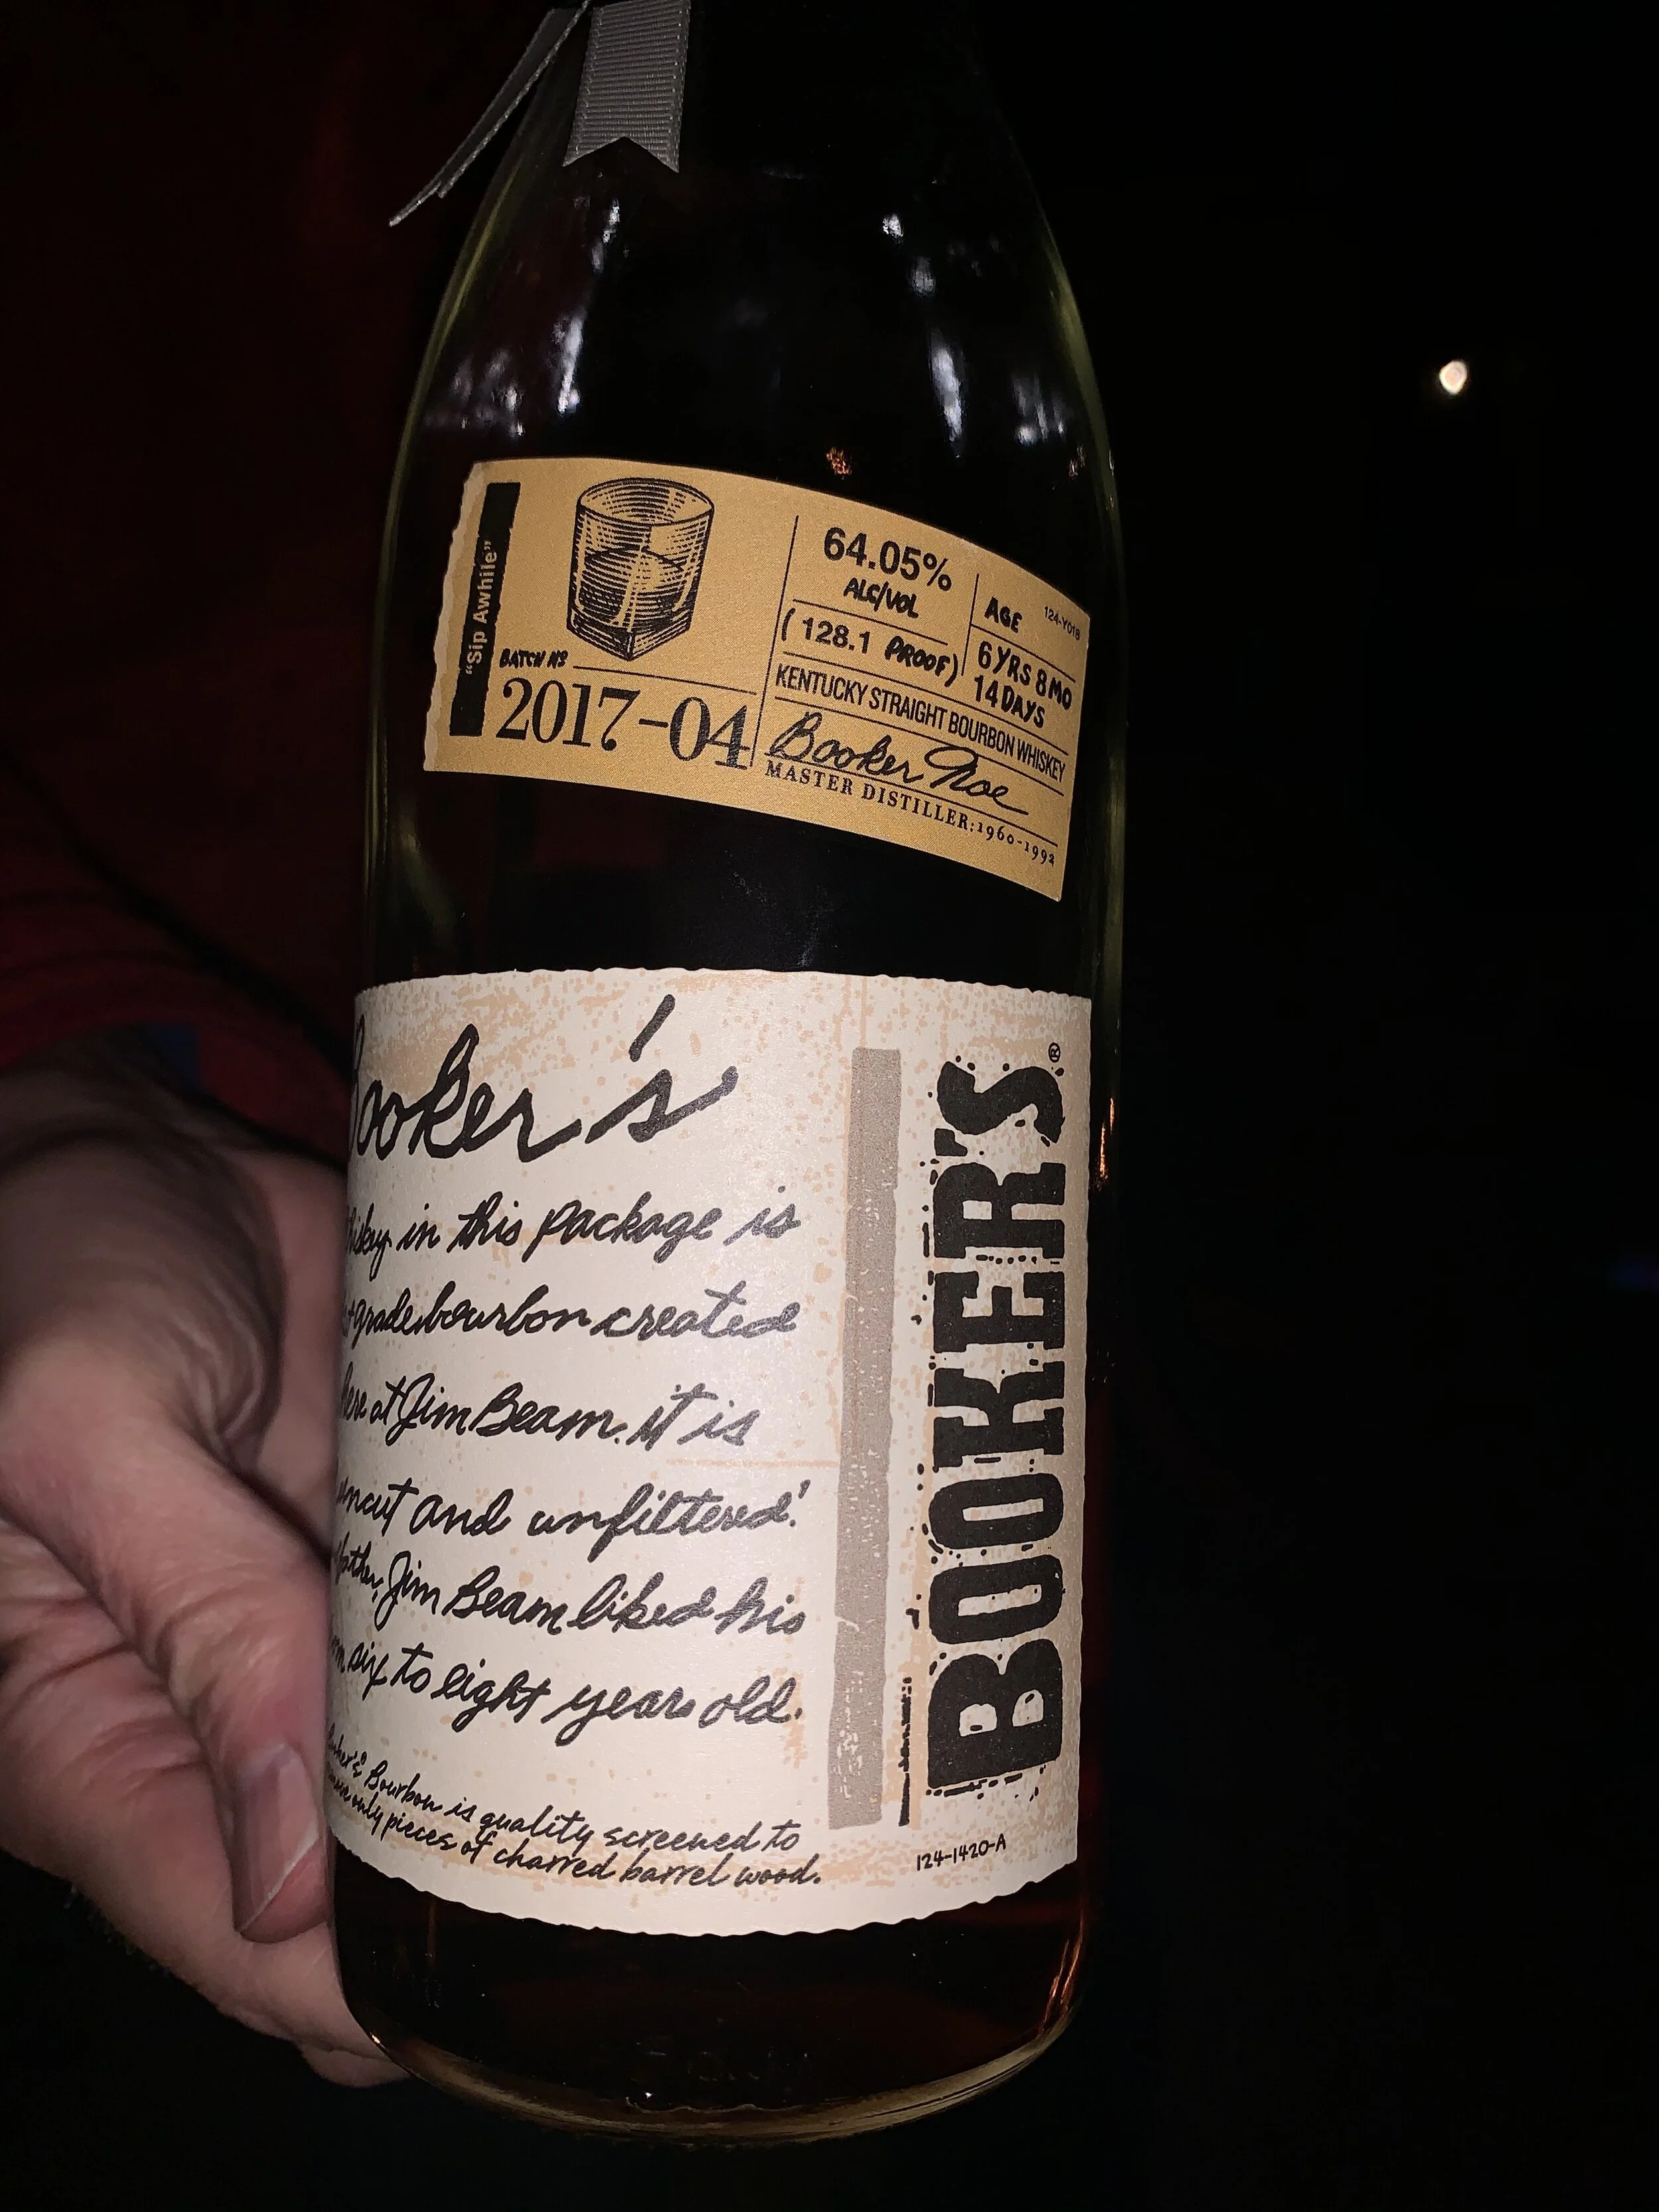 "Sip Awhile"
BATCH No
2017-04
64.05%
ALC/VOL
(128.1 PROOF)
AGE
124-Y01B
6 YRS 8 MO
14 DAYS
KENTUCKY STRAIGHT BOURBON WHISKEY
Booker Noe
MASTER DISTILLER: 1960-1992
Booker's
in this package is
grade bourbon created
here at Jim Beam. it is
uncut and unfiltered!
Jim Beam liked his
six to eight years old.
Bourbon is quality screened to
only pieces of charred barrel wood.
BOOKER'S®
124-1420-A